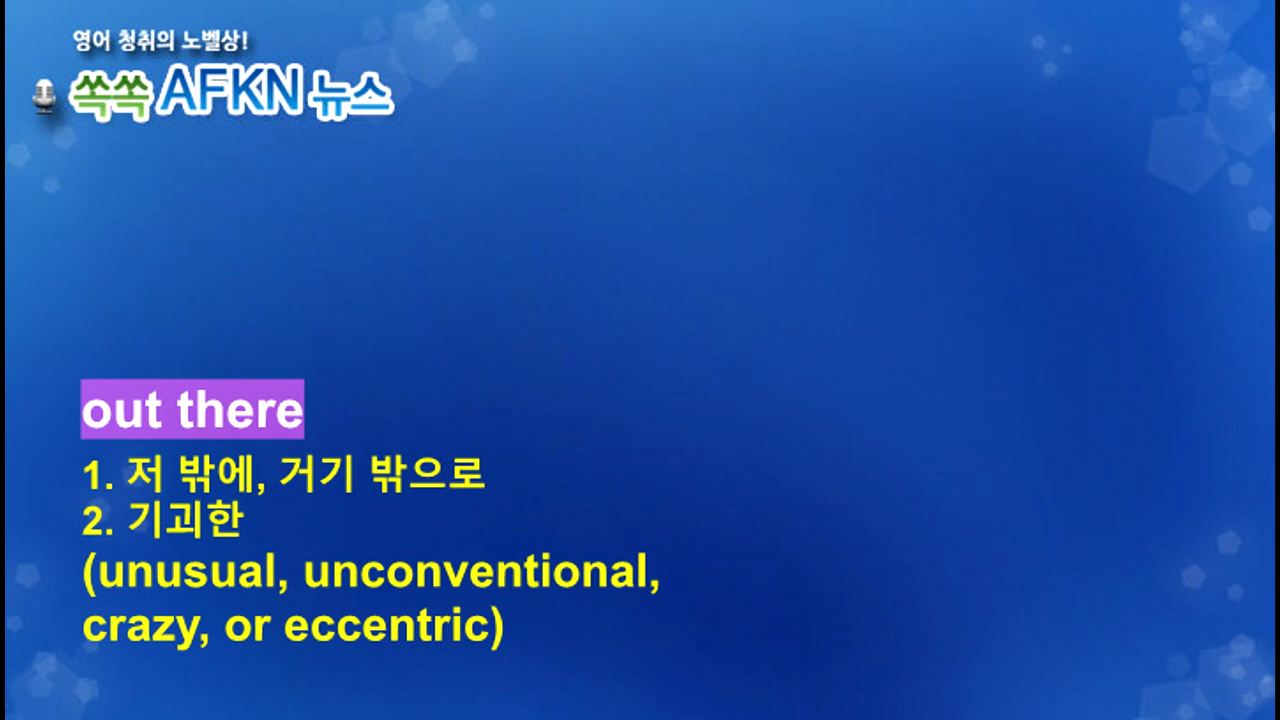 영어 청취의 노벨상!
쏙쏙 AFKN 뉴스
out there
1. 저 밖에, 거기 밖으로
2. 기괴한
(unusual, unconventional,
crazy, or eccentric)